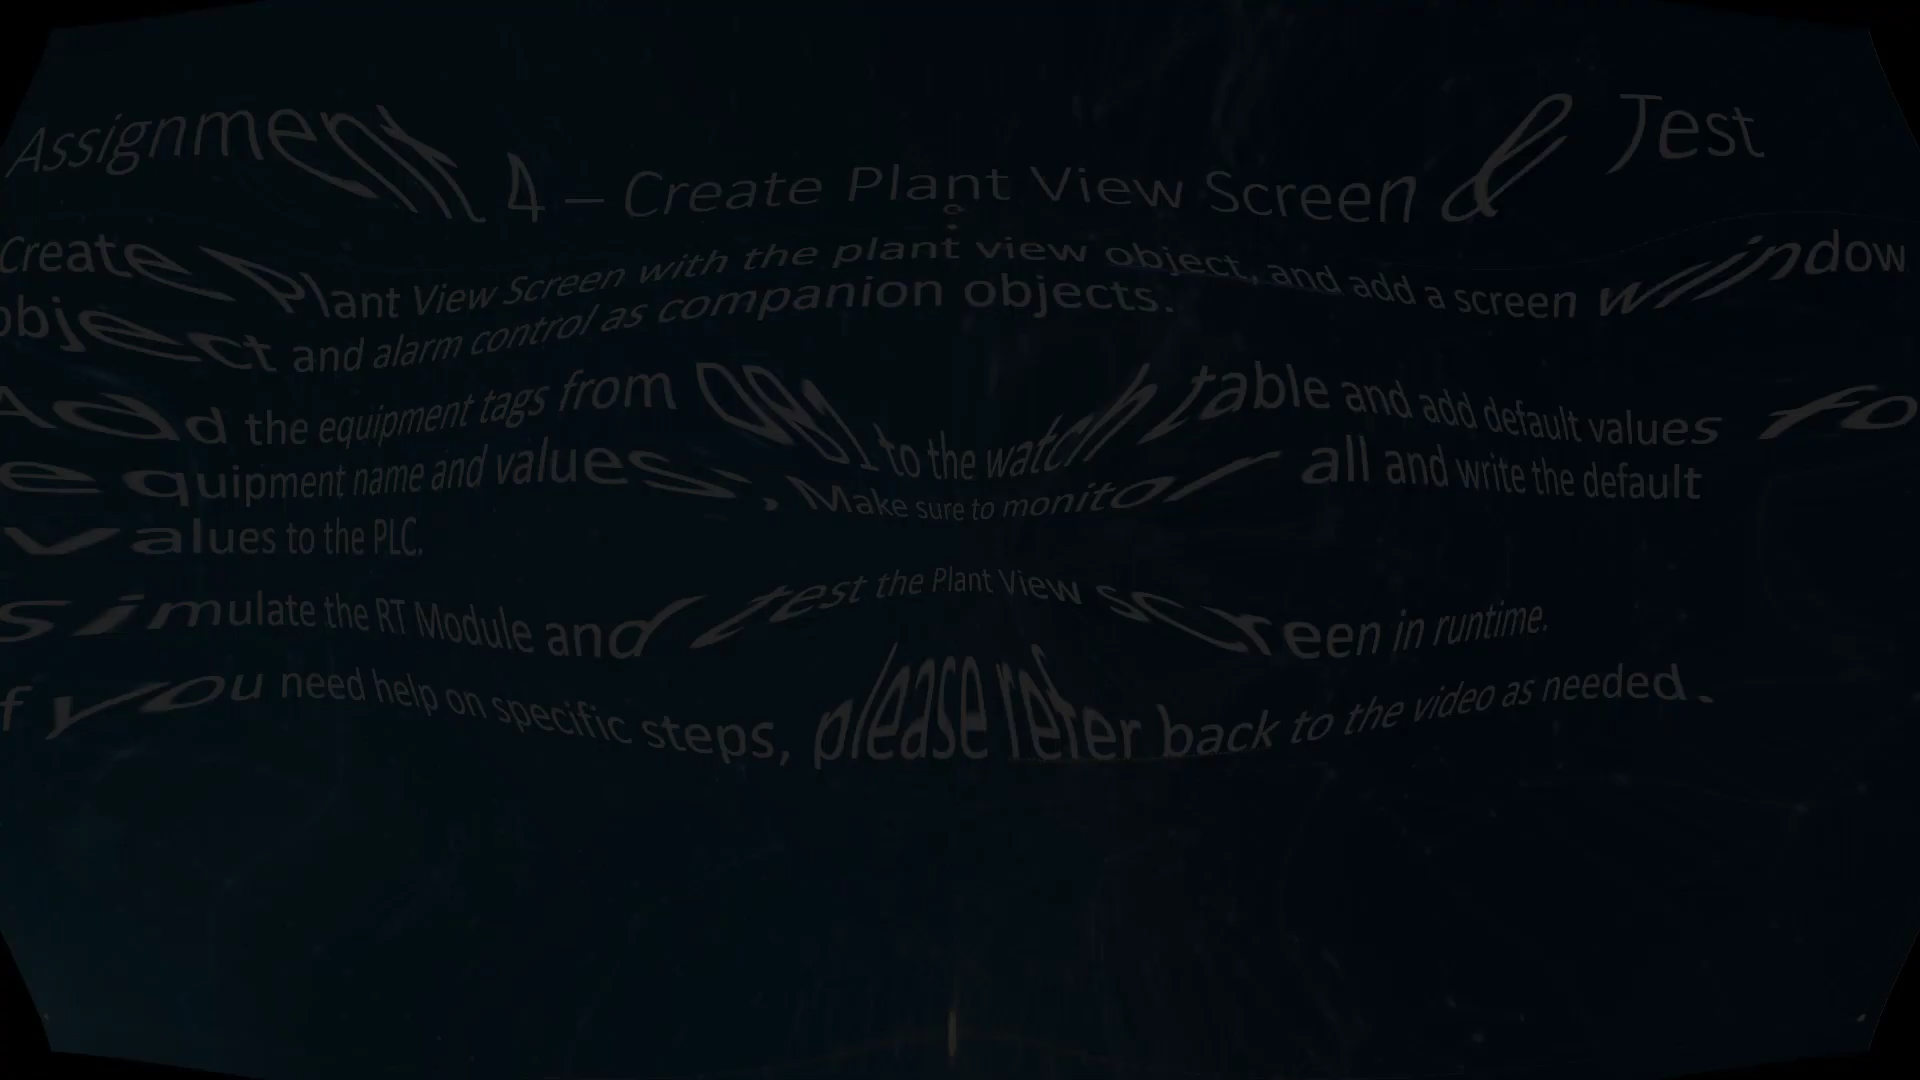 Assignment 4 – Create Plant View Screen & Test
Create Plant View Screen with the plant view object, and add a screen window
object and alarm control as companion objects.
Add the equipment tags from DB1 to the watch table and add default values fo
equipment name and values. Make sure to monitor all and write the default
values to the PLC.
Simulate the RT Module and test the Plant View screen in runtime.
f you need help on specific steps, please refer back to the video as needed.